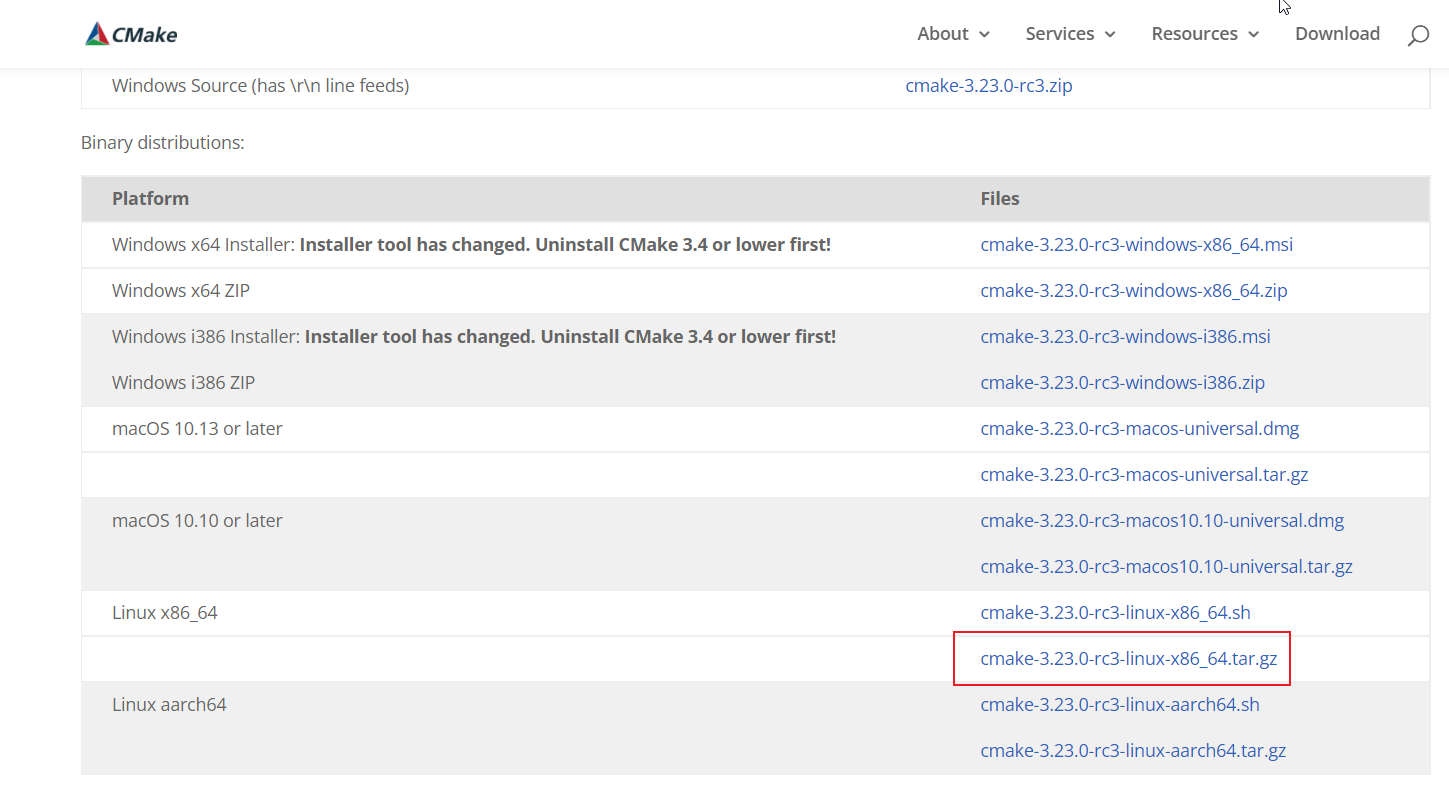 CMake About Services Resources Download
Windows Source (has \r\n line feeds) cmake-3.23.0-rc3.zip
Binary distributions:
Platform Files
Windows x64 Installer: Installer tool has changed. Uninstall CMake 3.4 or lower first! cmake-3.23.0-rc3-windows-x86_64.msi
Windows x64 ZIP cmake-3.23.0-rc3-windows-x86_64.zip
Windows i386 Installer: Installer tool has changed. Uninstall CMake 3.4 or lower first! cmake-3.23.0-rc3-windows-i386.msi
Windows i386 ZIP cmake-3.23.0-rc3-windows-i386.zip
macOS 10.13 or later cmake-3.23.0-rc3-macos-universal.dmg
cmake-3.23.0-rc3-macos-universal.tar.gz
macOS 10.10 or later cmake-3.23.0-rc3-macos10.10-universal.dmg
cmake-3.23.0-rc3-macos10.10-universal.tar.gz
Linux x86_64 cmake-3.23.0-rc3-linux-x86_64.sh
cmake-3.23.0-rc3-linux-x86_64.tar.gz
Linux aarch64 cmake-3.23.0-rc3-linux-aarch64.sh
cmake-3.23.0-rc3-linux-aarch64.tar.gz